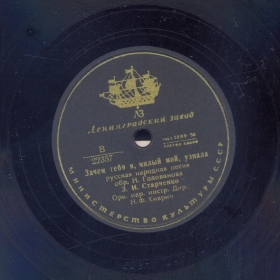 ЛЗ
Ленинградский завод
В
22357
Зачем тебя я, милый мой, узнала
русская народная песня
обр. Н. Голованова
З. И. Старченко
Орк. нар. инстр. Дир.
МИНИСТЕРСТВО КУЛЬТУРЫ СССР